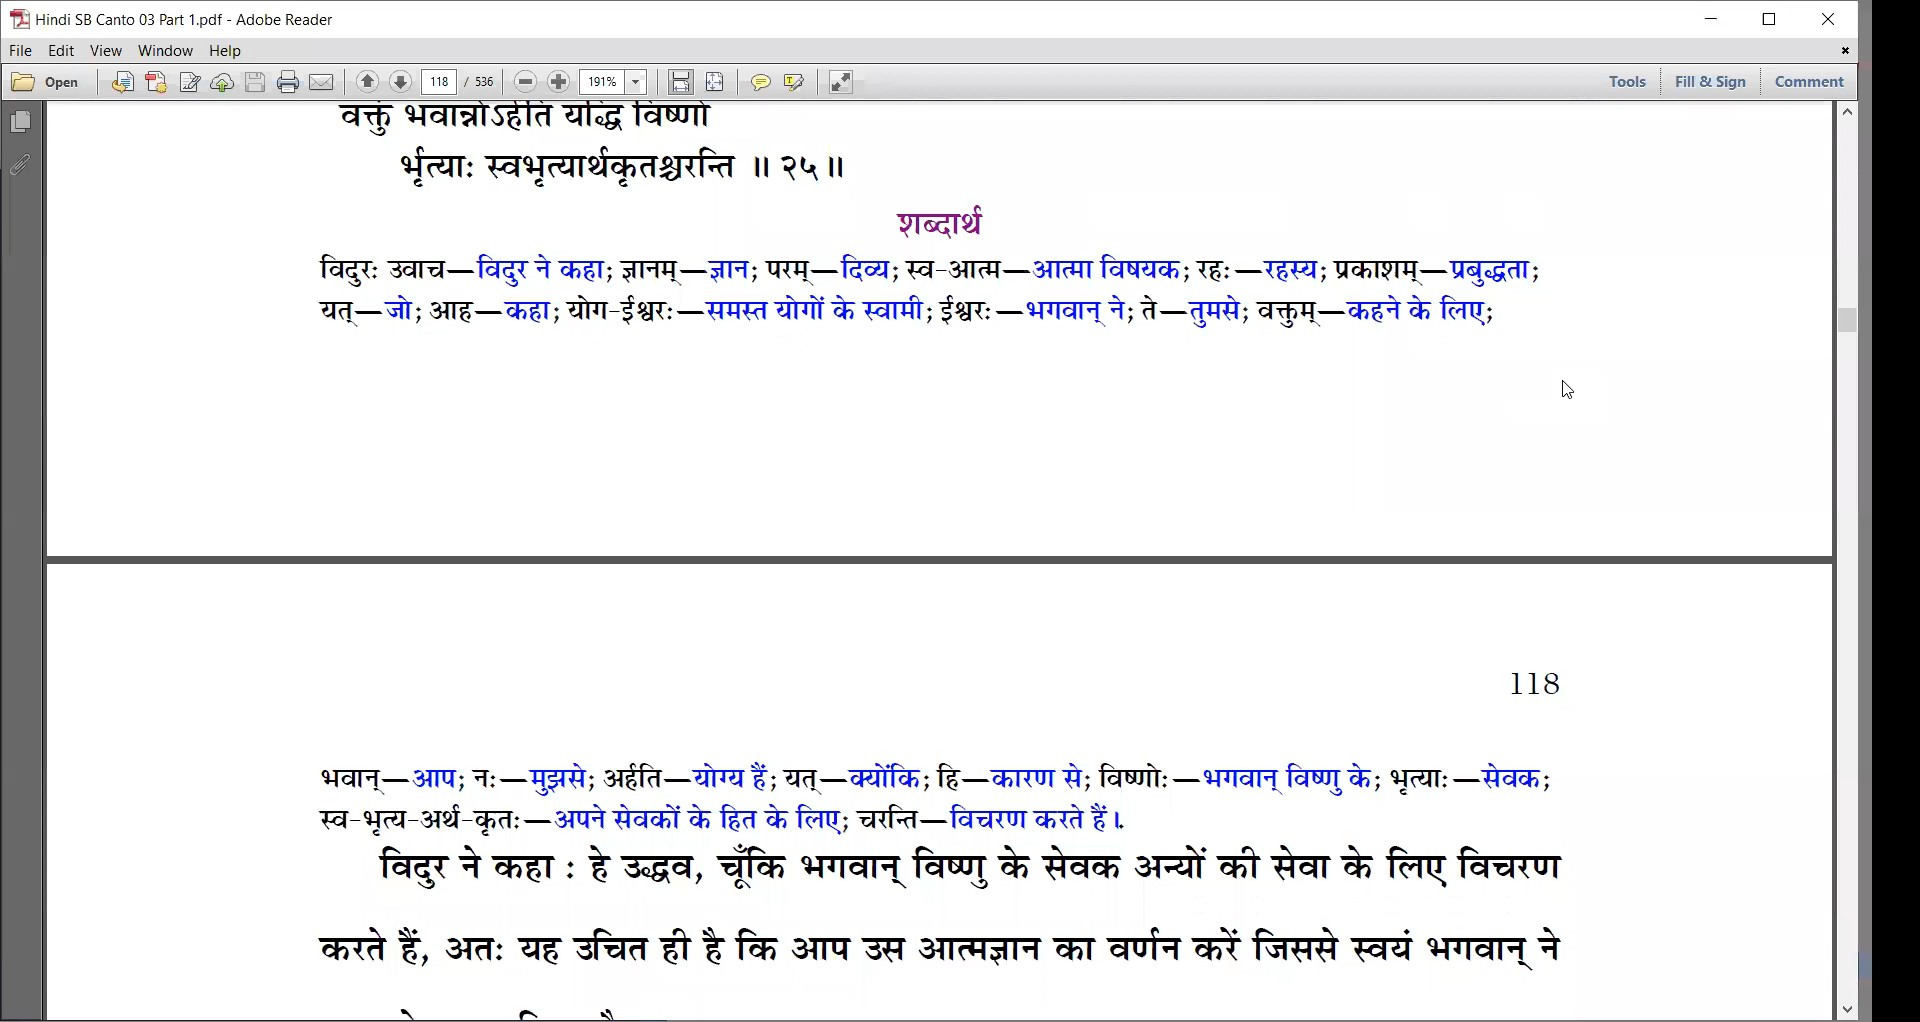 Hindi SB Canto 03 Part 1.pdf - Adobe Reader
File Edit View Window Help
Open 118 / 536 191% Tools Fill & Sign Comment
वक्तुं भवान्नोऽर्हति यद्धि विष्णो
र्भृत्याः स्वभृत्यार्थकृतश्चरन्ति ॥ २५॥
शब्दार्थ
विदुरः उवाच—विदुर ने कहा; ज्ञानम्—ज्ञान; परम्—दिव्य; स्व-आत्म—आत्मा विषयक; रहः—रहस्य; प्रकाशम्—प्रबुद्धता;
यत्—जो; आह—कहा; योग-ईश्वरः—समस्त योगों के स्वामी; ईश्वरः—भगवान् ने; ते—तुमसे; वक्तुम्—कहने के लिए;
118
भवान्—आप; नः—मुझसे; अर्हति—योग्य हैं; यत्—क्योंकि; हि—कारण से; विष्णोः—भगवान् विष्णु के; भृत्याः—सेवक;
स्व-भृत्य-अर्थ-कृतः—अपने सेवकों के हित के लिए; चरन्ति—विचरण करते हैं।.
विदुर ने कहा : हे उद्धव, चूँकि भगवान् विष्णु के सेवक अन्यों की सेवा के लिए विचरण
करते हैं, अतः यह उचित ही है कि आप उस आत्मज्ञान का वर्णन करें जिससे स्वयं भगवान् ने